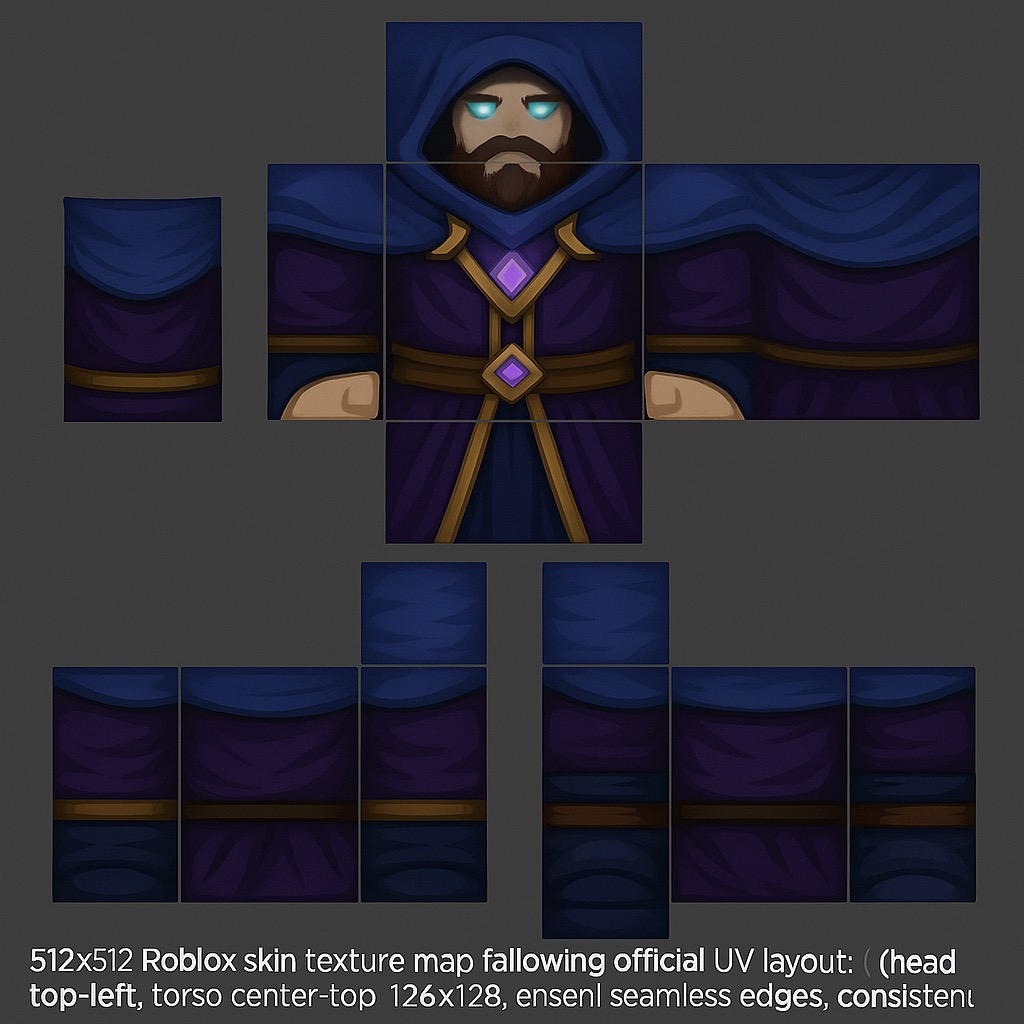 512x512 Roblox skin texture map fallowing official UV layout: ( (head
top-left, torso center-top 126x128, ensenl seamless edges, consistenu